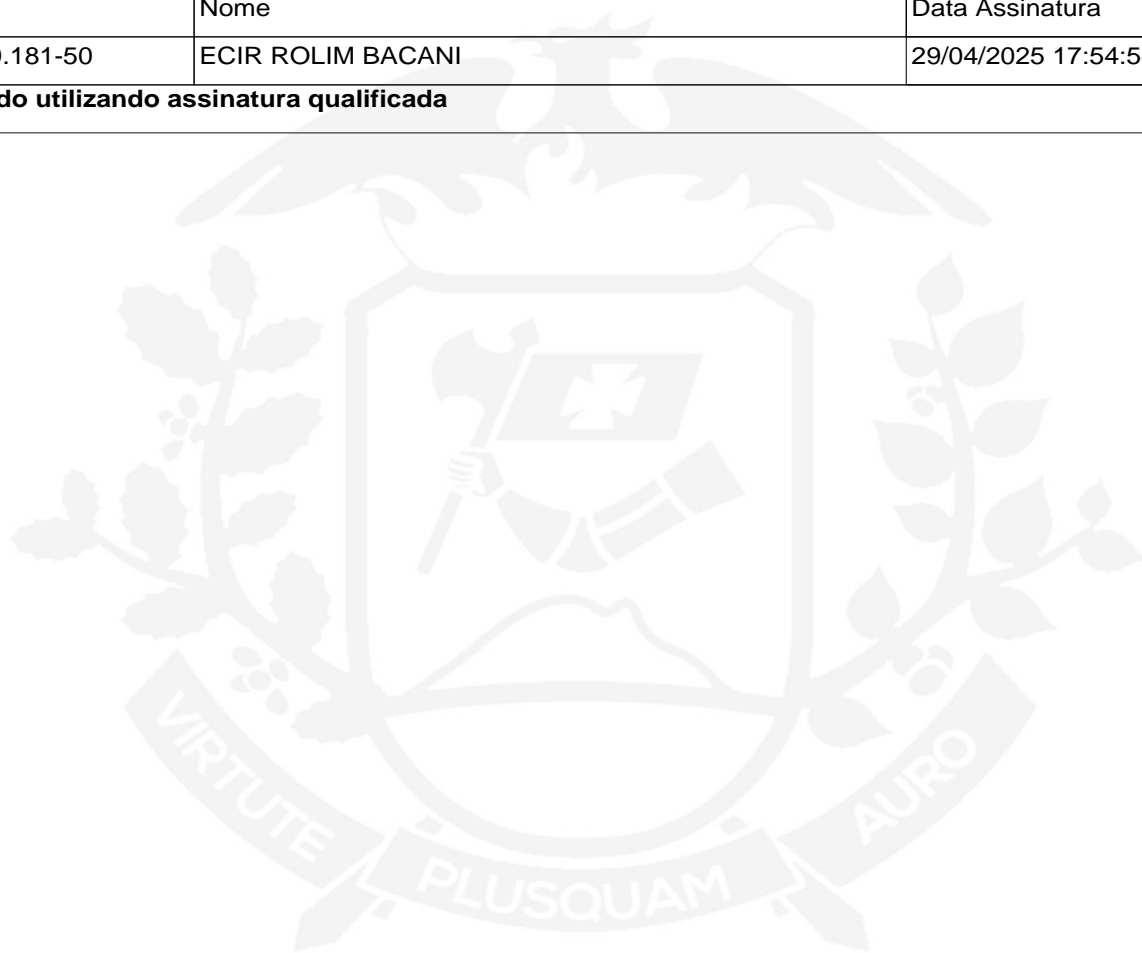 Nome Data Assinatura
0.181-50 ECIR ROLIM BACANI 29/04/2025 17:54:5
do utilizando assinatura qualificada
VIRTUTE PLUSQUAM AURO